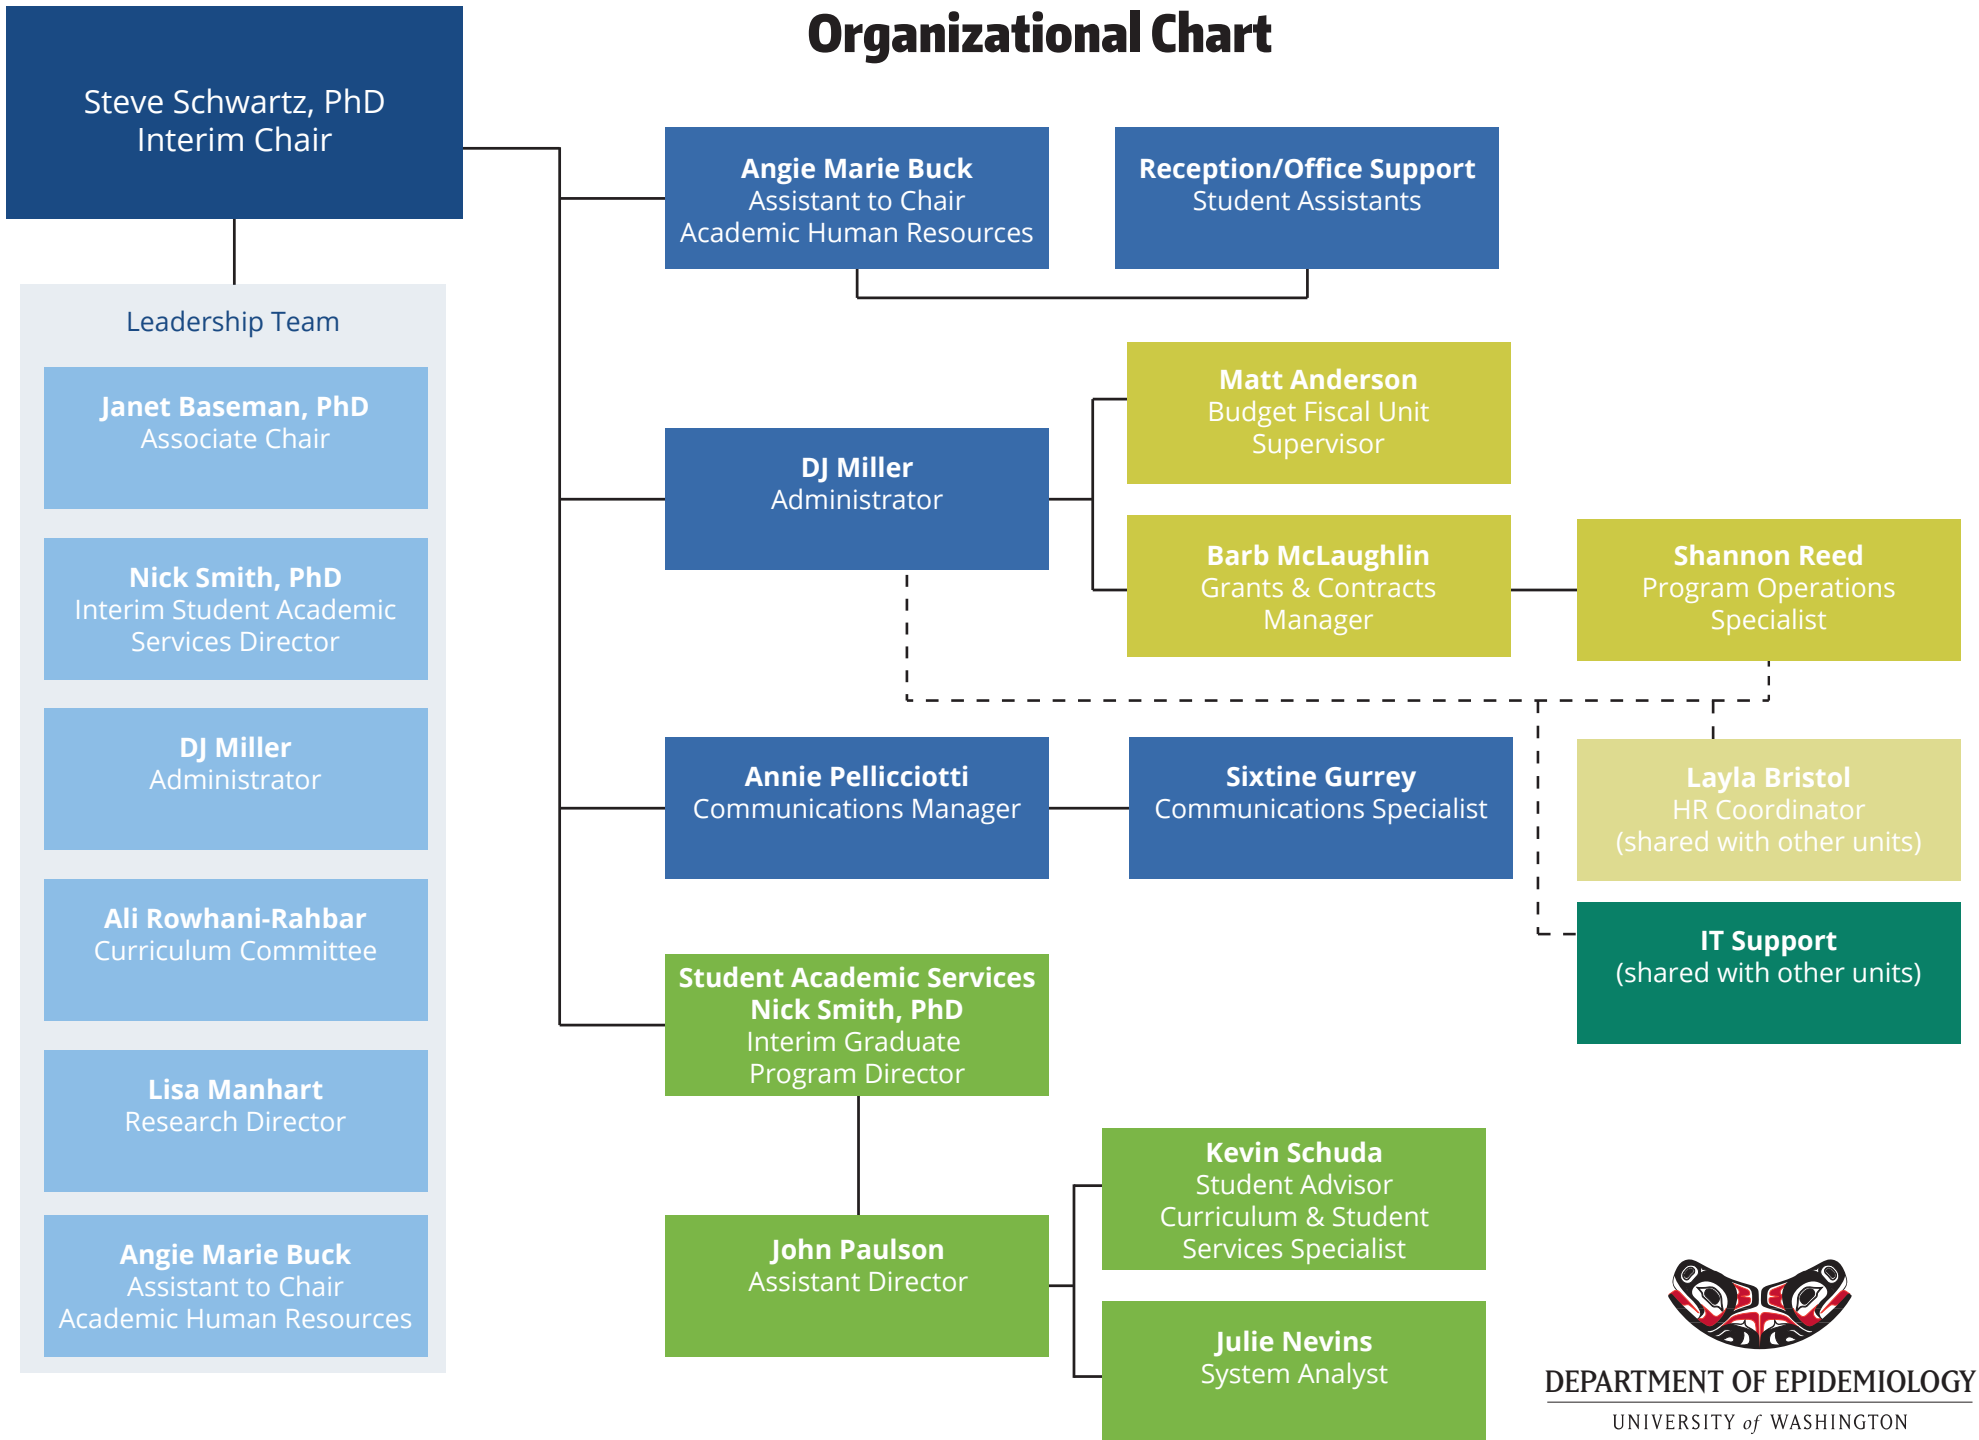 Organizational Chart
Steve Schwartz, PhD
Interim Chair
Leadership Team
Janet Baseman, PhD
Associate Chair
Nick Smith, PhD
Interim Student Academic
Services Director
DJ Miller
Administrator
Ali Rowhani-Rahbar
Curriculum Committee
Lisa Manhart
Research Director
Angie Marie Buck
Assistant to Chair
Academic Human Resources
Angie Marie Buck
Assistant to Chair
Academic Human Resources
Reception/Office Support
Student Assistants
DJ Miller
Administrator
Matt Anderson
Budget Fiscal Unit
Supervisor
Barb McLaughlin
Grants & Contracts
Manager
Shannon Reed
Program Operations
Specialist
Annie Pellicciotti
Communications Manager
Sixtine Gurrey
Communications Specialist
Layla Bristol
HR Coordinator
(shared with other units)
IT Support
(shared with other units)
Student Academic Services
Nick Smith, PhD
Interim Graduate
Program Director
John Paulson
Assistant Director
Kevin Schuda
Student Advisor
Curriculum & Student
Services Specialist
Julie Nevins
System Analyst
DEPARTMENT OF EPIDEMIOLOGY
UNIVERSITY of WASHINGTON